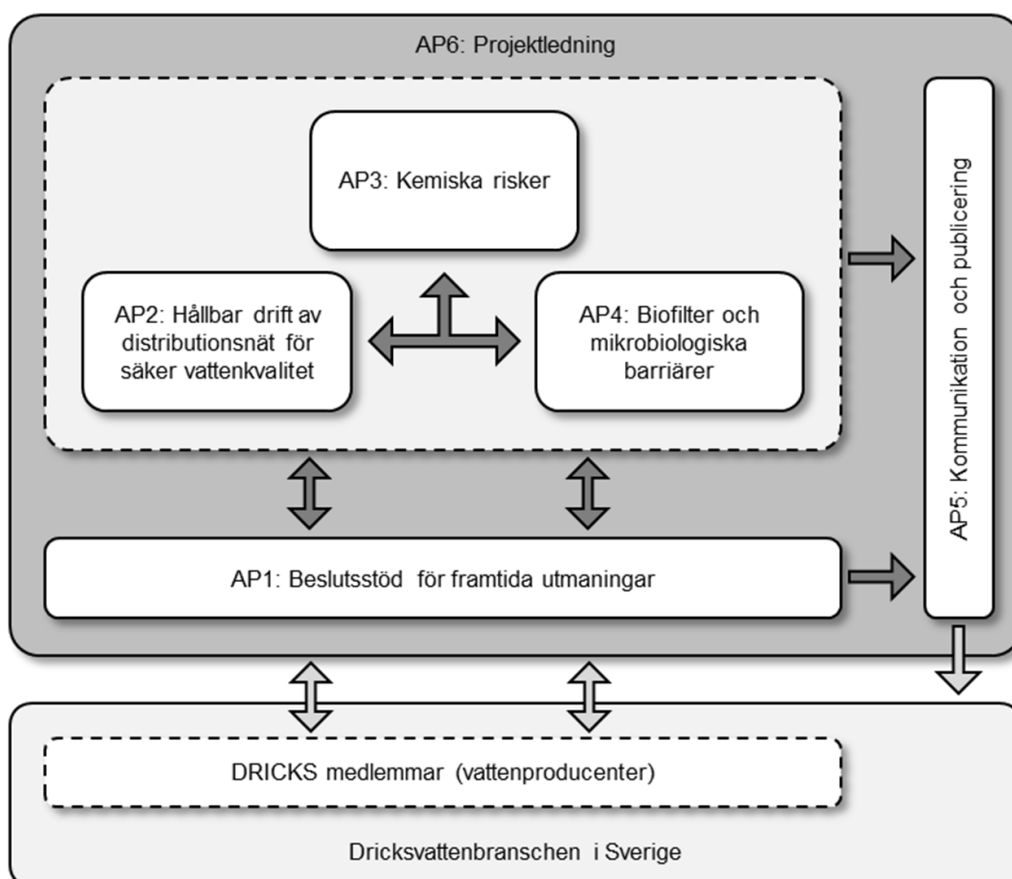 AP6: Projektledning
AP3: Kemiska risker
AP2: Hållbar drift av
distributionsnät för
säker vattenkvalitet
AP4: Biofilter och
mikrobiologiska
barriärer
AP5: Kommunikation och publicering
AP1: Beslutsstöd för framtida utmaningar
DRICKS medlemmar (vattenproducenter)
Dricksvattenbranschen i Sverige